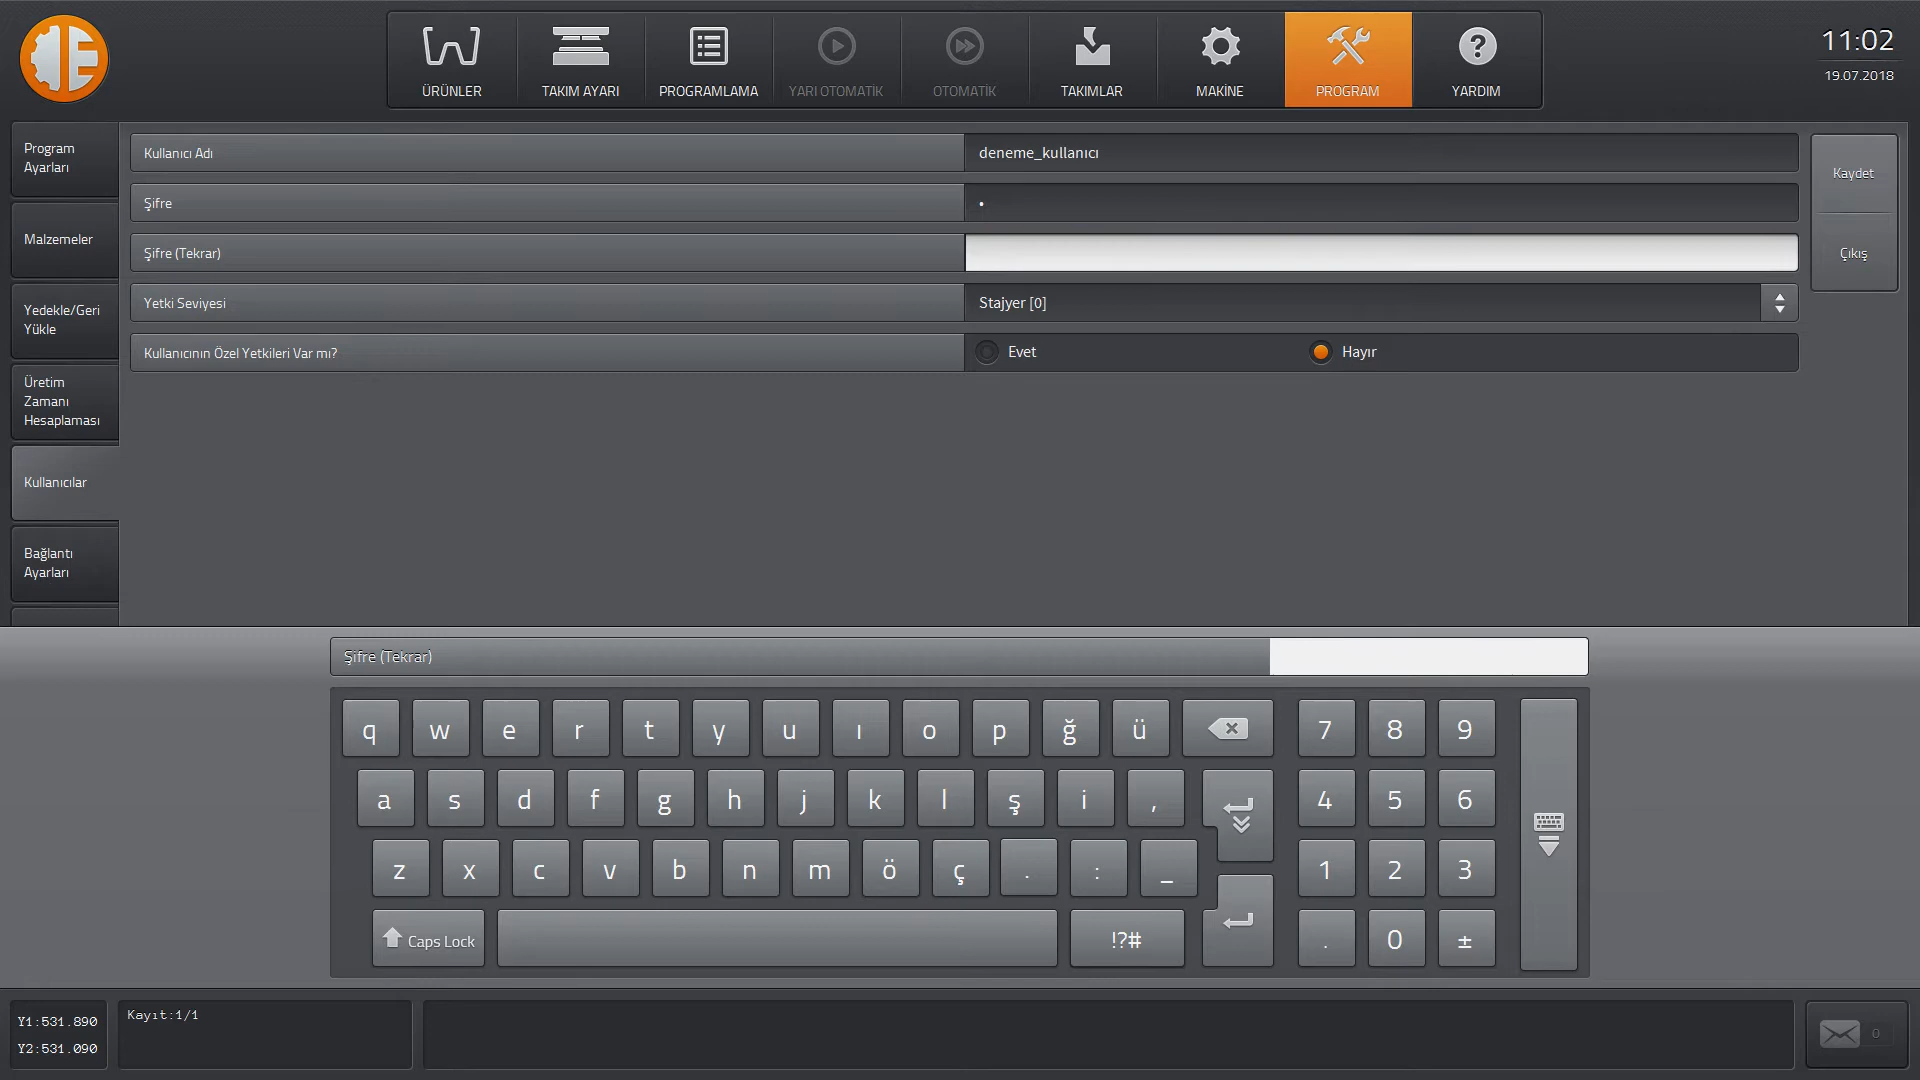 ÜRÜNLER
TAKIM AYARI
PROGRAMLAMA
YARI OTOMATİK
OTOMATİK
TAKIMLAR
MAKİNE
PROGRAM
YARDIM
11:02
19.07.2018
Program
Ayarları
Malzemeler
Yedekle/Geri
Yükle
Üretim
Zamanı
Hesaplaması
Kullanıcılar
Bağlantı
Ayarları
Kullanıcı Adı
deneme_kullanıcı
Şifre
•
Şifre (Tekrar)
Yetki Seviyesi
Stajyer [0]
Kullanıcının Özel Yetkileri Var mı?
Evet
Hayır
Kaydet
Çıkış
Şifre (Tekrar)
q w e r t y u ı o p ğ ü 7 8 9
a s d f g h j k l ş i , 4 5 6
z x c v b n m ö ç . : _ 1 2 3
Caps Lock !?# . 0 ±
Y1:531.890
Y2:531.090
Kayıt:1/1
0